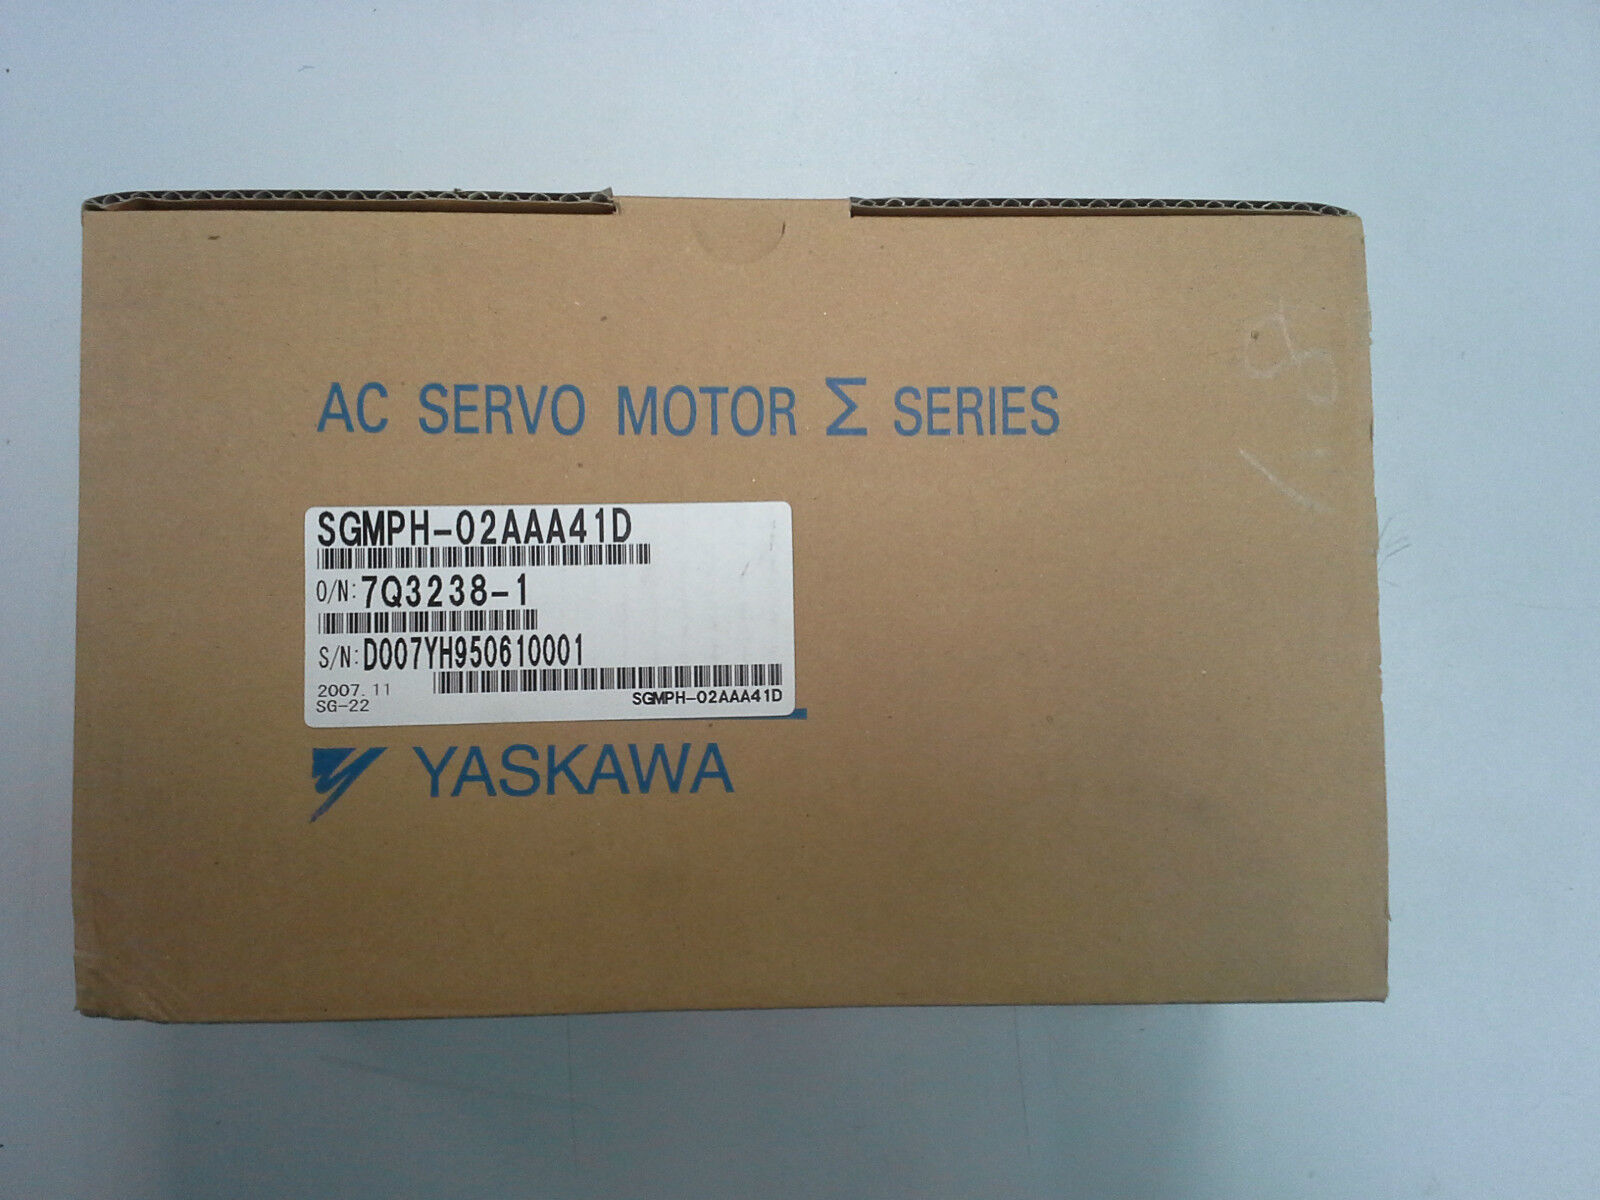 AC SERVO MOTOR Σ SERIES
SGMPH-02AAA41D
O/N: 7Q3238-1
S/N: D007YH950610001
2007.11
SG-22
SGMPH-02AAA41D
YASKAWA